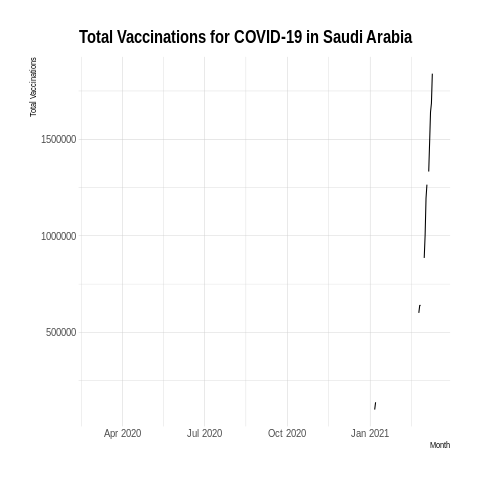 Total Vaccinations for COVID-19 in Saudi Arabia
Total Vaccinations
1500000
1000000
500000
Apr 2020 Jul 2020 Oct 2020 Jan 2021
Month